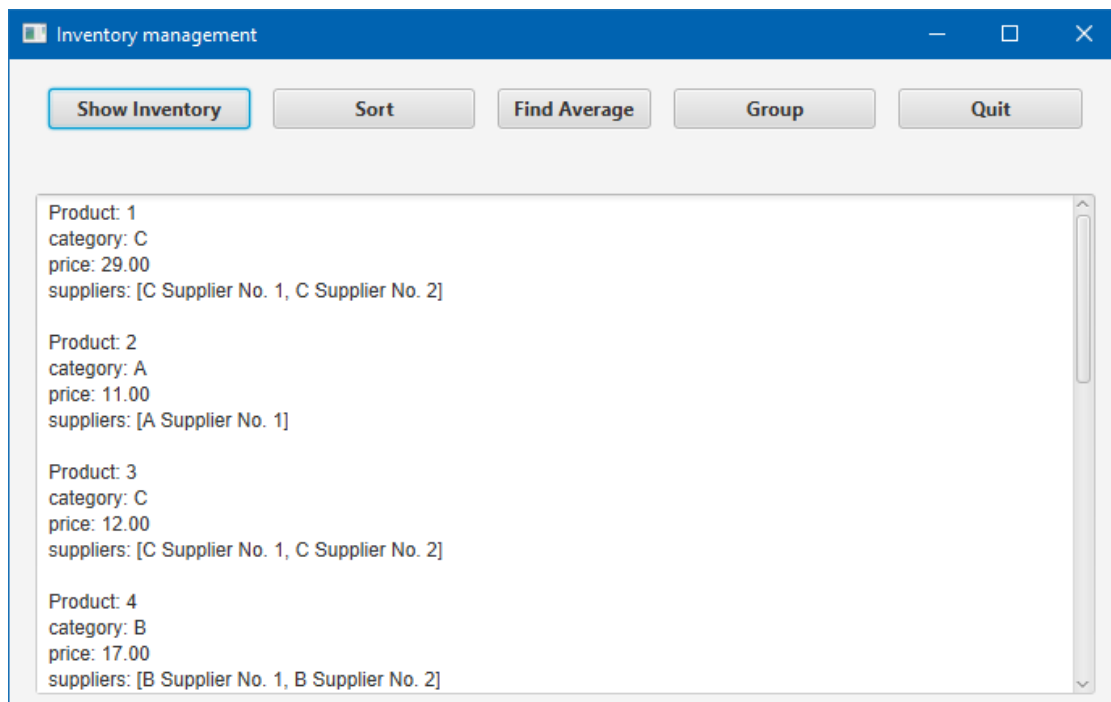 Inventory management
Show Inventory Sort Find Average Group Quit
Product: 1
category: C
price: 29.00
suppliers: [C Supplier No. 1, C Supplier No. 2]
Product: 2
category: A
price: 11.00
suppliers: [A Supplier No. 1]
Product: 3
category: C
price: 12.00
suppliers: [C Supplier No. 1, C Supplier No. 2]
Product: 4
category: B
price: 17.00
suppliers: [B Supplier No. 1, B Supplier No. 2]